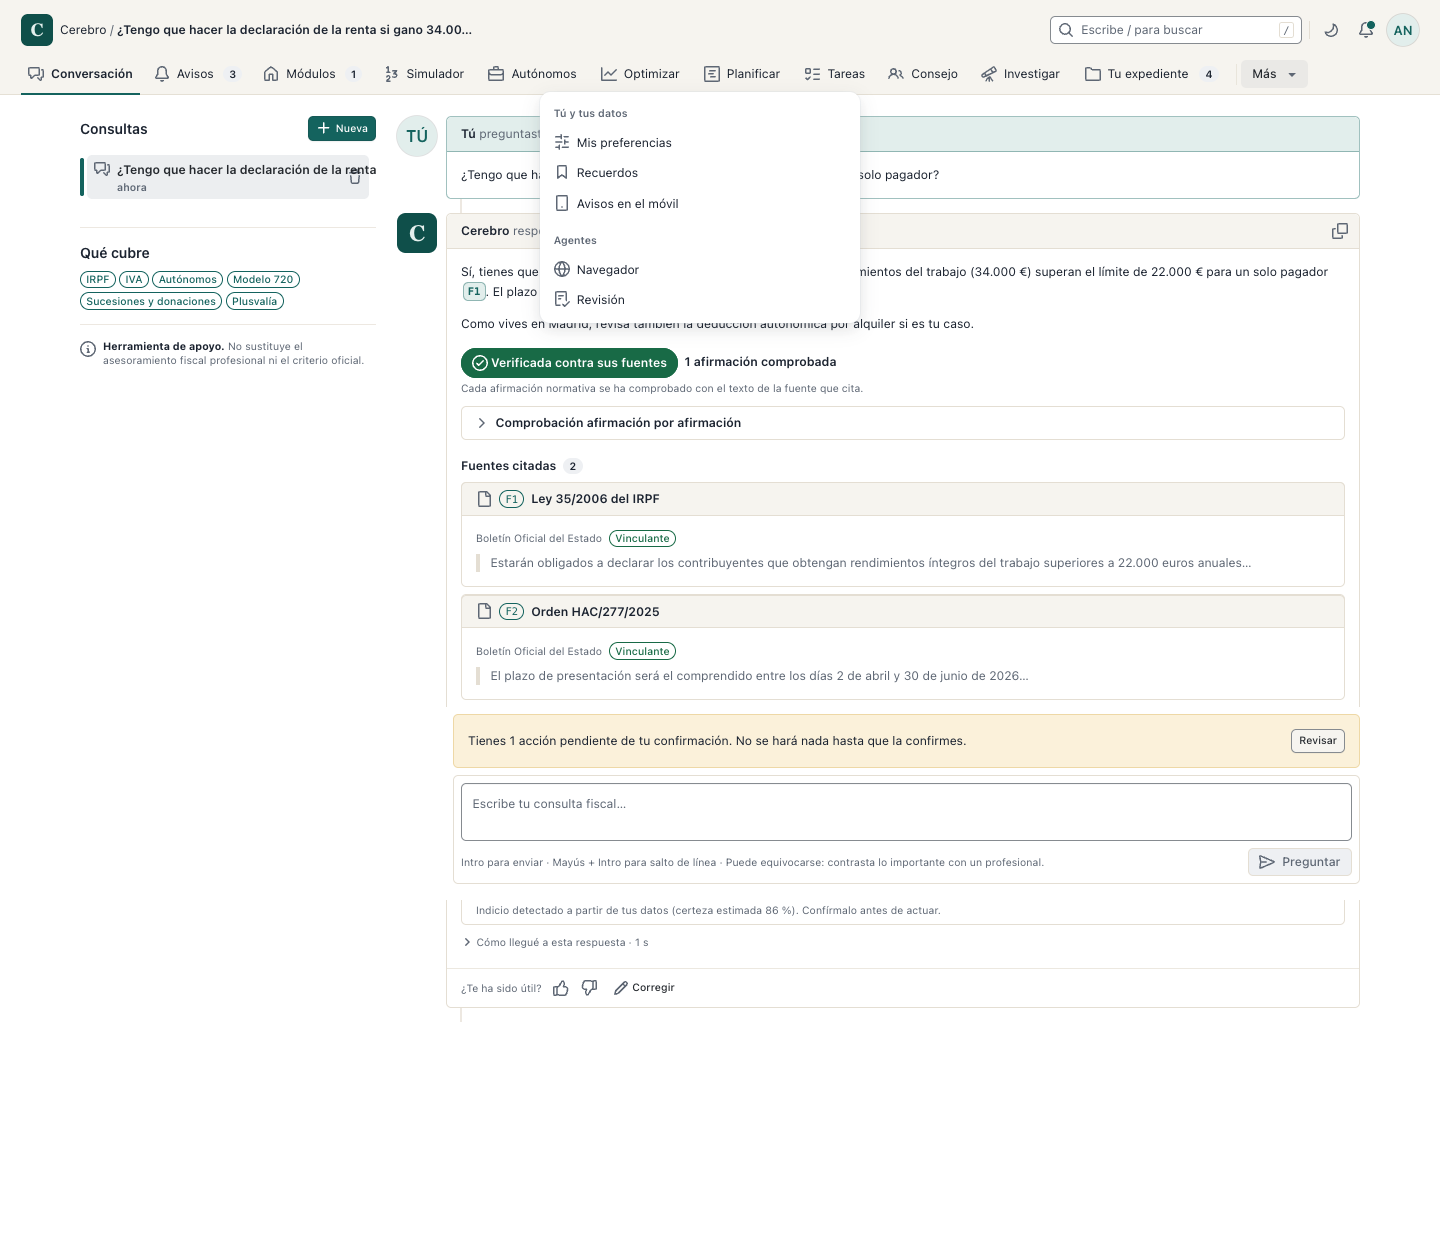 C Cerebro / ¿Tengo que hacer la declaración de la renta si gano 34.00...
Escribe / para buscar /
AN
Conversación
Avisos 3
Módulos 1
Simulador
Autónomos
Optimizar
Planificar
Tareas
Consejo
Investigar
Tu expediente 4
Más
Consultas
Nueva
¿Tengo que hacer la declaración de la renta
ahora
Qué cubre
IRPF
IVA
Autónomos
Modelo 720
Sucesiones y donaciones
Plusvalía
Herramienta de apoyo. No sustituye el
asesoramiento fiscal profesional ni el criterio oficial.
Tú y tus datos
Mis preferencias
Recuerdos
Avisos en el móvil
Agentes
Navegador
Revisión
TÚ
Tú preguntast
¿Tengo que h
solo pagador?
C
Cerebro resp
Sí, tienes que
mientos del trabajo (34.000 €) superan el límite de 22.000 € para un solo pagador
F1. El plazo
Como vives en Madrid, revisa también la deducción autonómica por alquiler si es tu caso.
Verificada contra sus fuentes 1 afirmación comprobada
Cada afirmación normativa se ha comprobado con el texto de la fuente que cita.
Comprobación afirmación por afirmación
Fuentes citadas 2
F1 Ley 35/2006 del IRPF
Boletín Oficial del Estado Vinculante
Estarán obligados a declarar los contribuyentes que obtengan rendimientos íntegros del trabajo superiores a 22.000 euros anuales...
F2 Orden HAC/277/2025
Boletín Oficial del Estado Vinculante
El plazo de presentación será el comprendido entre los días 2 de abril y 30 de junio de 2026...
Tienes 1 acción pendiente de tu confirmación. No se hará nada hasta que la confirmes.
Revisar
Escribe tu consulta fiscal...
Intro para enviar · Mayús + Intro para salto de línea · Puede equivocarse: contrasta lo importante con un profesional.
Preguntar
Indicio detectado a partir de tus datos (certeza estimada 86 %). Confírmalo antes de actuar.
Cómo llegué a esta respuesta · 1 s
¿Te ha sido útil?
Corregir